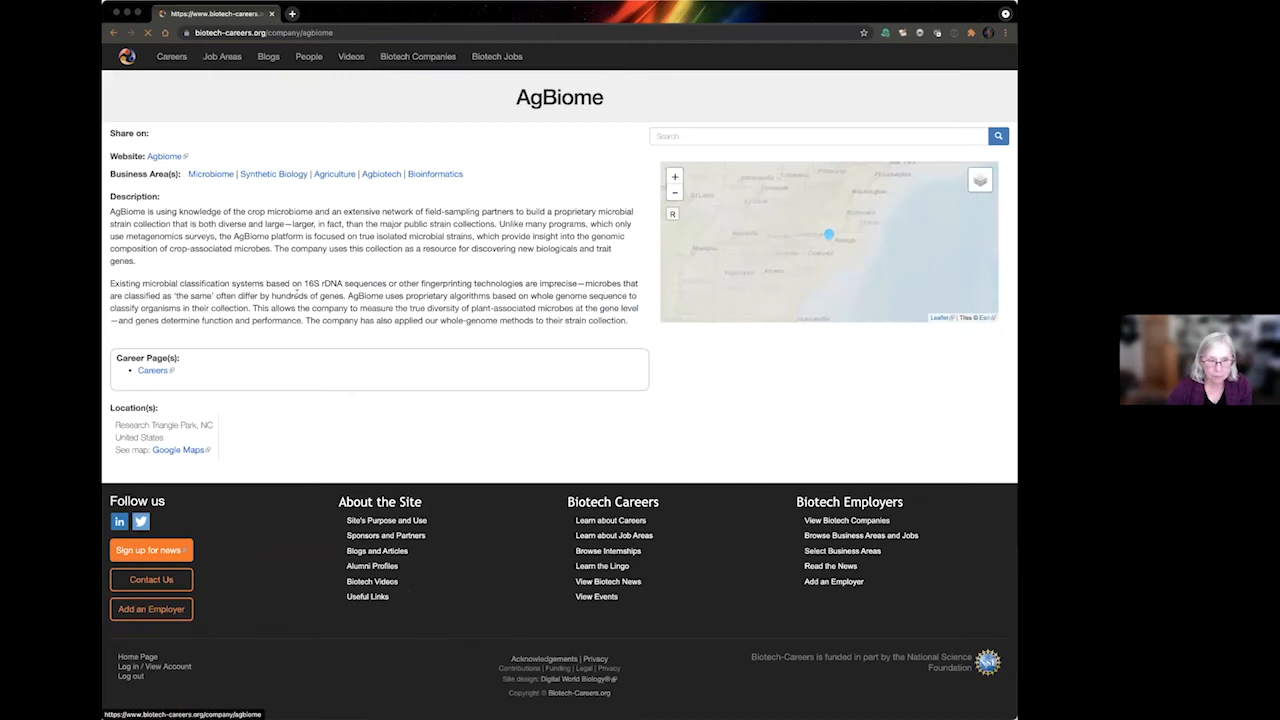 https://www.biotech-careers.o
biotech-careers.org/company/agbiome
Careers Job Areas Blogs People Videos Biotech Companies Biotech Jobs
AgBiome
Share on:
Search
Website: Agbiome
Business Area(s): Microbiome | Synthetic Biology | Agriculture | Agbiotech | Bioinformatics
Description:
AgBiome is using knowledge of the crop microbiome and an extensive network of field-sampling partners to build a proprietary microbial
strain collection that is both diverse and large—larger, in fact, than the major public strain collections. Unlike many programs, which only
use metagenomics surveys, the AgBiome platform is focused on true isolated microbial strains, which provide insight into the genomic
composition of crop-associated microbes. The company uses this collection as a resource for discovering new biologicals and trait
genes.
Existing microbial classification systems based on 16S rDNA sequences or other fingerprinting technologies are imprecise—microbes that
are classified as 'the same' often differ by hundreds of genes. AgBiome uses proprietary algorithms based on whole genome sequence to
classify organisms in their collection. This allows the company to measure the true diversity of plant-associated microbes at the gene level
—and genes determine function and performance. The company has also applied our whole-genome methods to their strain collection.
+
−
R
Washington
Raleigh
Leaflet | Tiles © Esri
Career Page(s):
• Careers
Location(s):
Research Triangle Park, NC
United States
See map: Google Maps
Follow us
Sign up for news
Contact Us
Add an Employer
About the Site
Site's Purpose and Use
Sponsors and Partners
Blogs and Articles
Alumni Profiles
Biotech Videos
Useful Links
Biotech Careers
Learn about Careers
Learn about Job Areas
Browse Internships
Learn the Lingo
View Biotech News
View Events
Biotech Employers
View Biotech Companies
Browse Business Areas and Jobs
Select Business Areas
Read the News
Add an Employer
Home Page
Log in / View Account
Log out
Acknowledgements | Privacy
Contributions | Funding | Legal | Privacy
Site design: Digital World Biology®
Copyright © Biotech-Careers.org
Biotech-Careers is funded in part by the National Science
Foundation
NSF
https://www.biotech-careers.org/company/agbiome